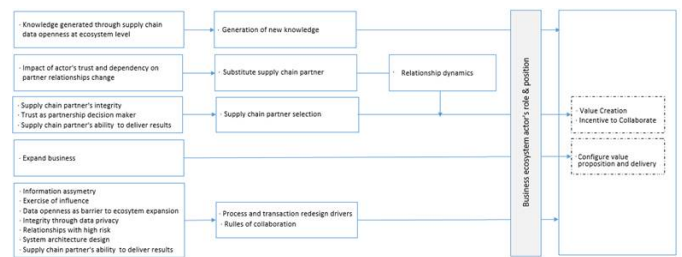 · Knowledge generated through supply chain
data openness at ecosystem level
· Generation of new knowledge
· Impact of actor's trust and dependency on
partner relationships change
· Substitute supply chain partner
· Relationship dynamics
· Supply chain partner's integrity
· Trust as partnership decision maker
· Supply chain partner's ability to deliver results
· Supply chain partner selection
· Expand business
· Information assymetry
· Exercise of influence
· Data openness as barrier to ecosytem expansion
· Integrity through data privacy
· Relationships with high risk
· System architecture design
· Supply chain partner's ability to deliver results
· Process and transaction redesign drivers
· Rulles of collaboration
Business ecosystem actor's role & position
· Value Creation
· Incentive to Collaborate
· Configure value
proposition and delivery